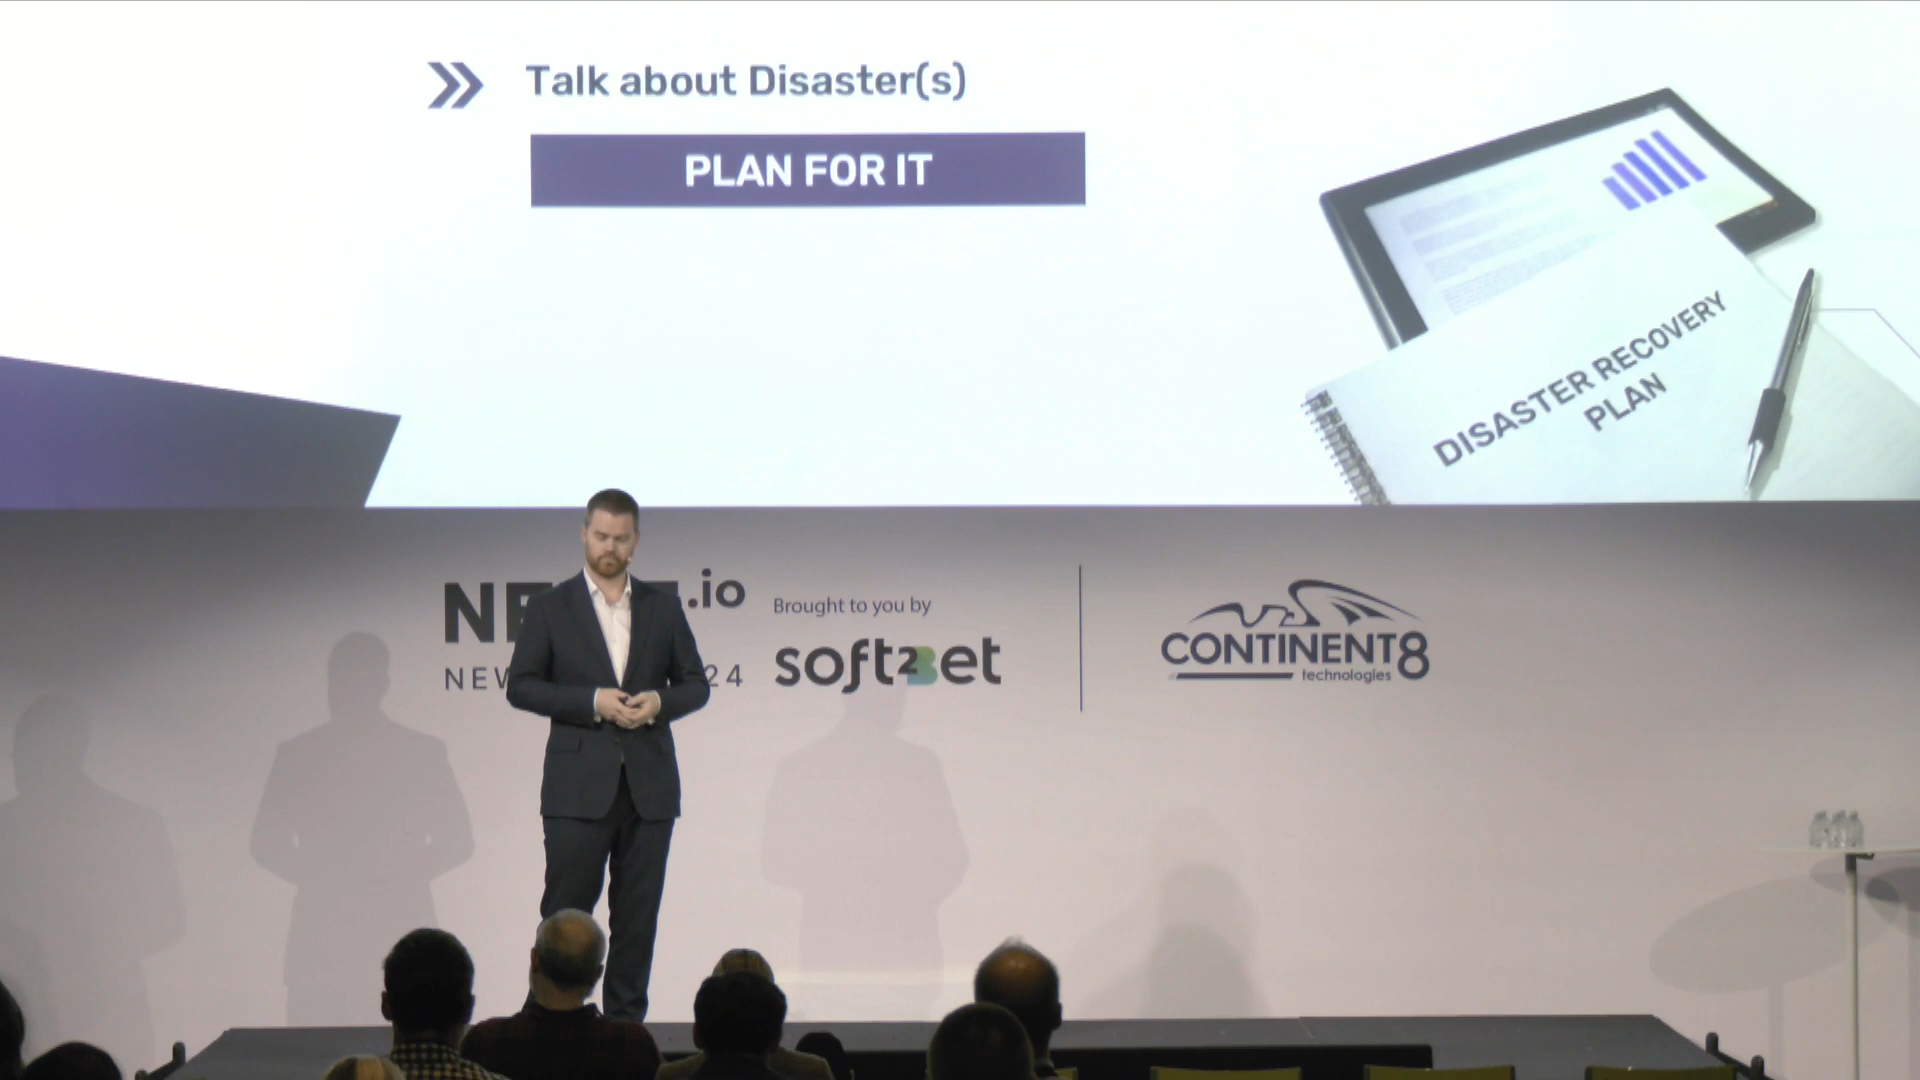 Talk about Disaster(s)
PLAN FOR IT
DISASTER RECOVERY
PLAN
.io
Brought to you by
soft2Bet
CONTINENT8
technologies